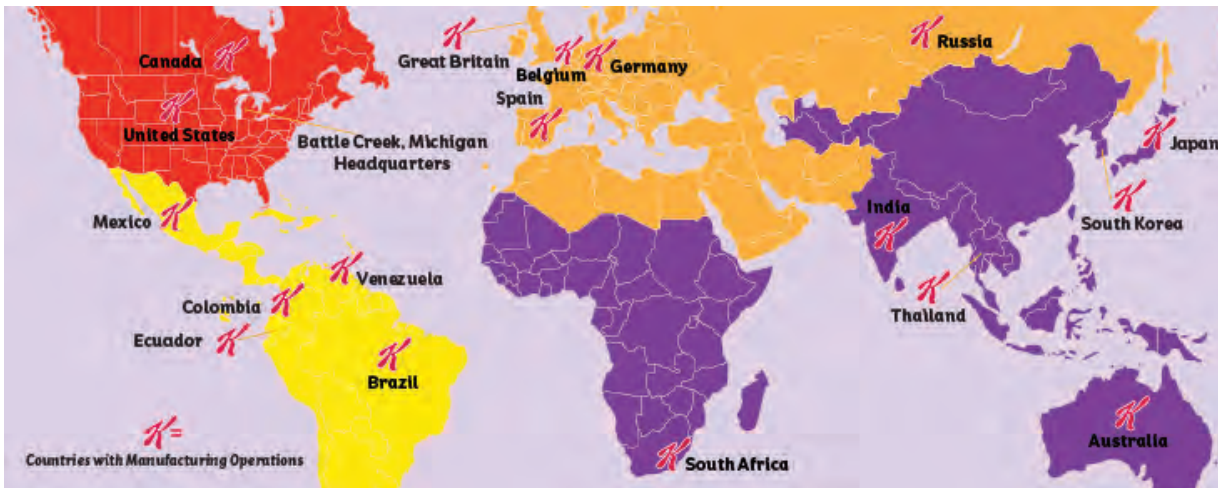 Canada
United States
Battle Creek, Michigan
Headquarters
Mexico
Venezuela
Colombia
Ecuador
Brazil
Great Britain
Belgium
Germany
Spain
Russia
Japan
South Korea
India
Thailand
South Africa
Australia
K=
Countries with Manufacturing Operations